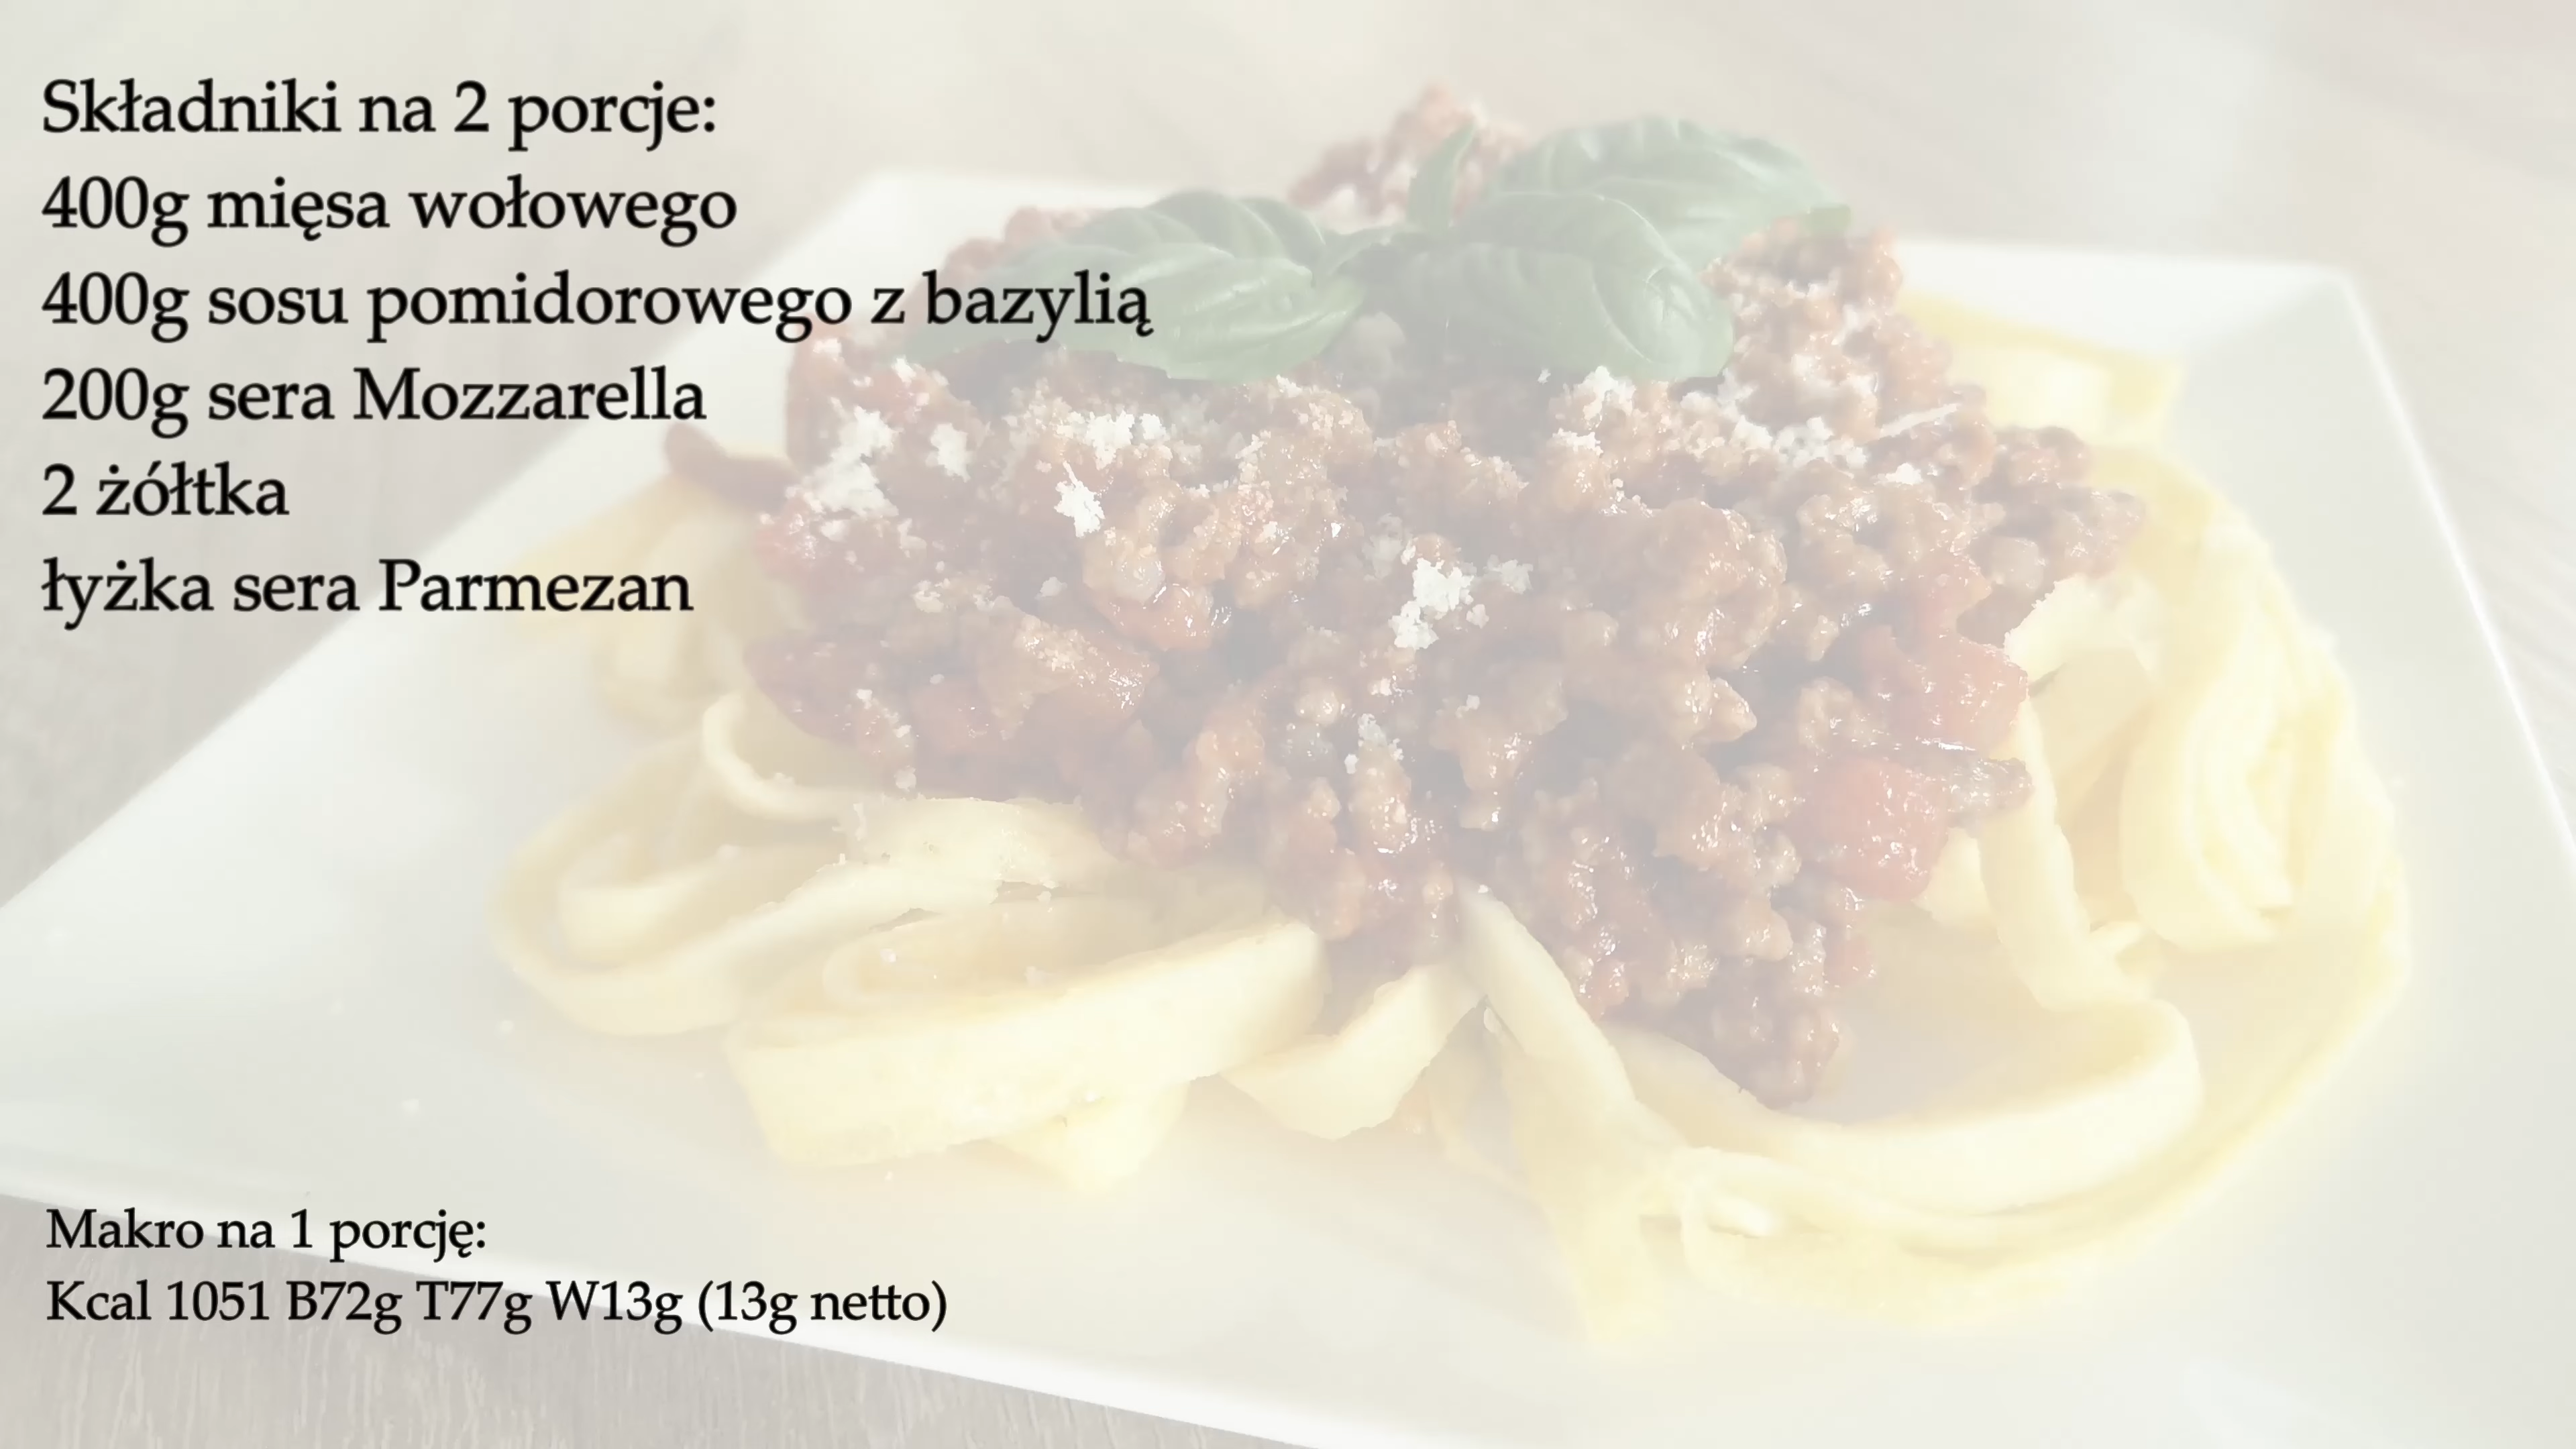 Składniki na 2 porcje:
400g mięsa wołowego
400g sosu pomidorowego z bazylią
200g sera Mozzarella
2 żółtka
łyżka sera Parmezan
Makro na 1 porcję:
Kcal 1051 B72g T77g W13g (13g netto)